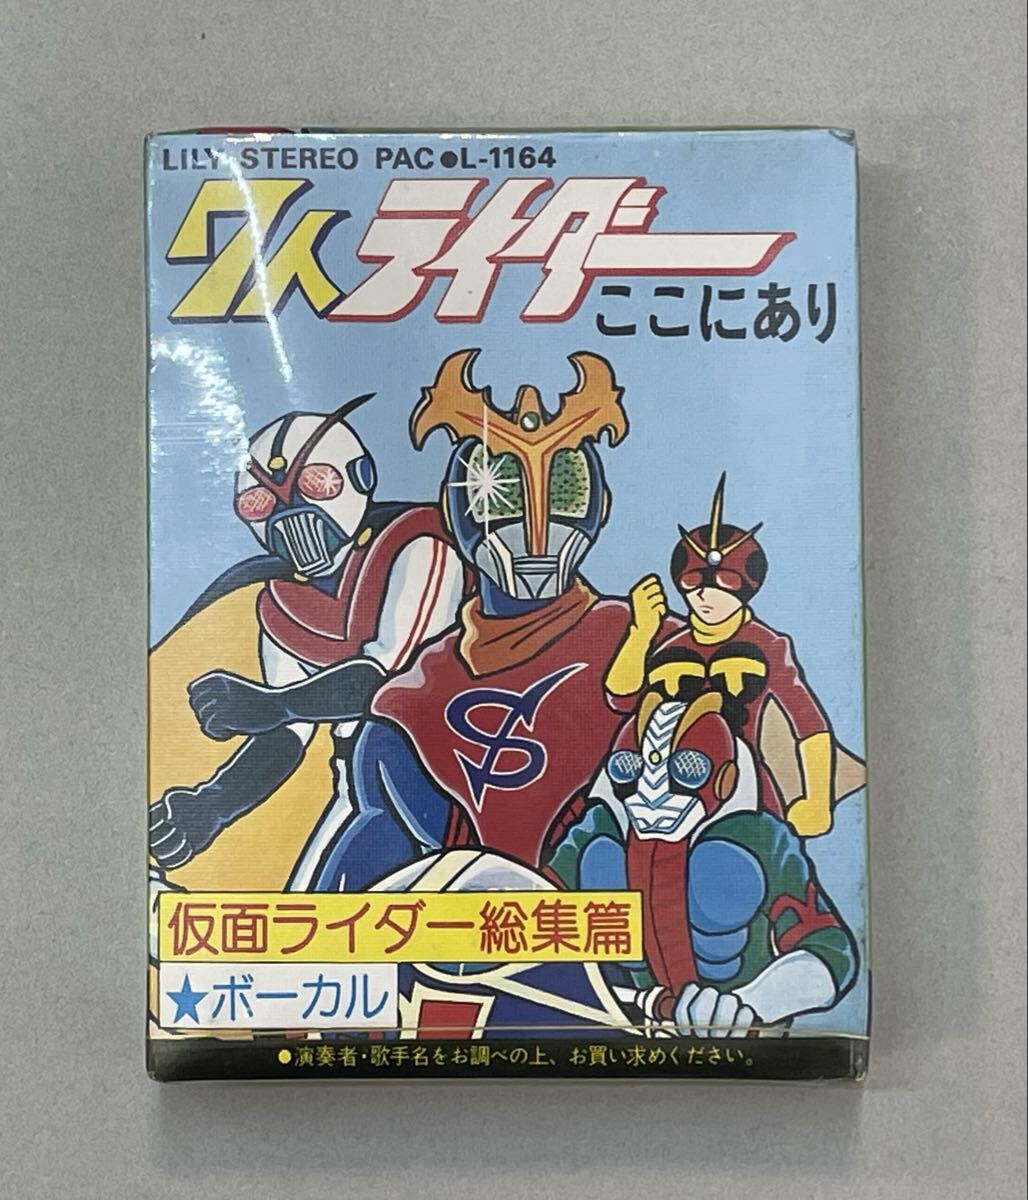 LILY STEREO PAC●L-1164
7人ライダー
ここにあり
S
仮面ライダー総集篇
★ボーカル
●演奏者・歌手名をお調べの上、お買い求めください。